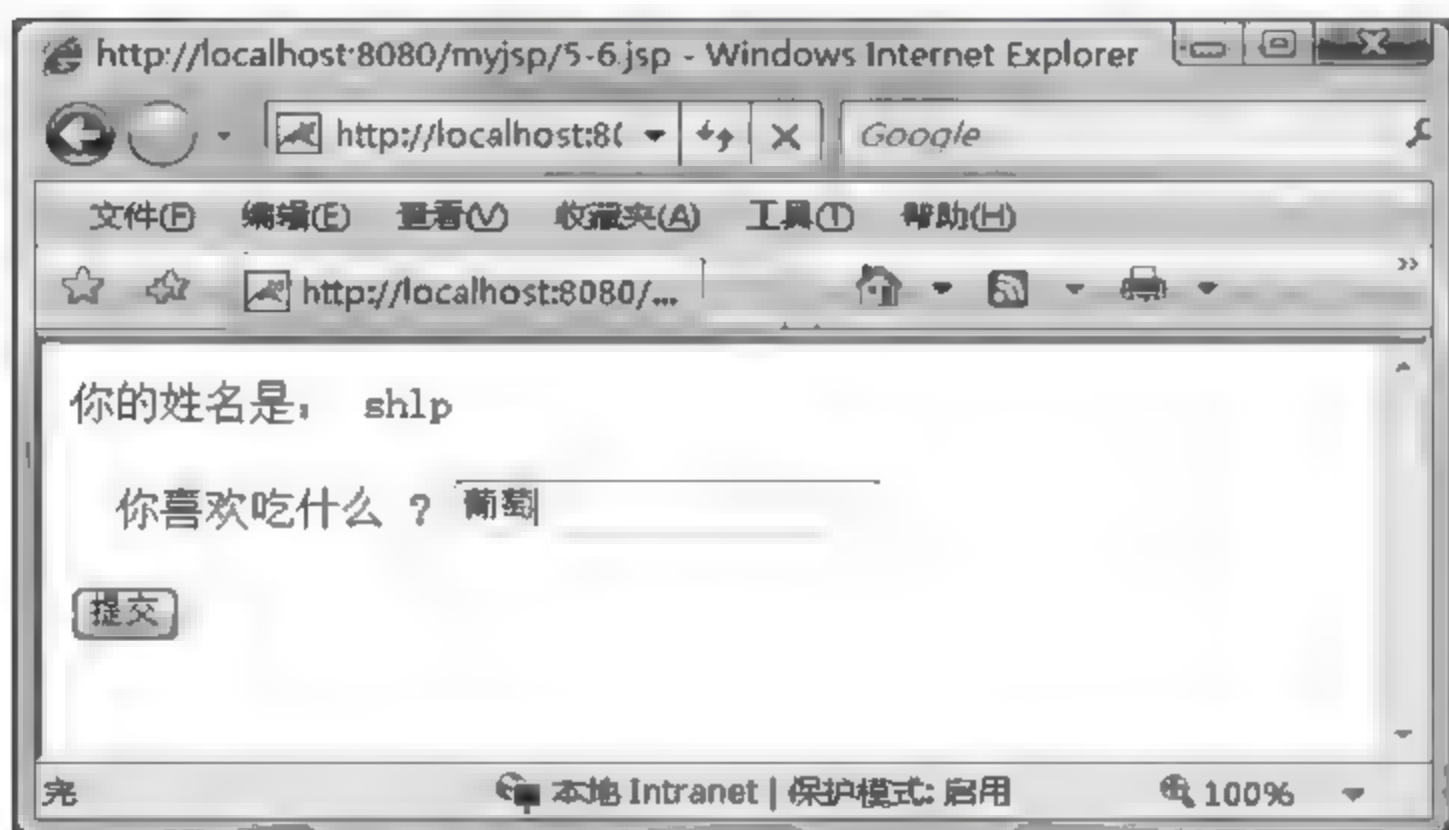 http://localhost:8080/myjsp/5-6.jsp - Windows Internet Explorer
http://localhost:8( Google
文件(F) 编辑(E) 查看(V) 收藏夹(A) 工具(T) 帮助(H)
http://localhost:8080/... »
你的姓名是： shlp
你喜欢吃什么 ? 葡萄
提交
完 本地 Intranet | 保护模式: 启用 100%